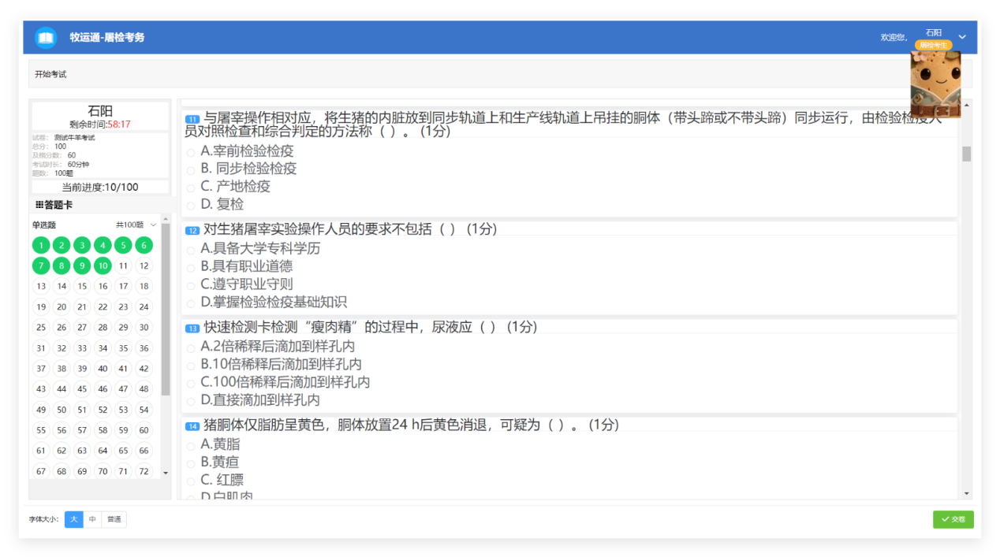 牧运通-屠检考务
欢迎您,
石阳
屠检考生
开始考试
石阳
剩余时间:58:17
试卷: 测试牛羊考试
总分: 100
及格分数: 60
考试时长: 60分钟
题数: 100题
当前进度:10/100
答题卡
单选题 共100题
1 2 3 4 5 6
7 8 9 10 11 12
13 14 15 16 17 18
19 20 21 22 23 24
25 26 27 28 29 30
31 32 33 34 35 36
37 38 39 40 41 42
43 44 45 46 47 48
49 50 51 52 53 54
55 56 57 58 59 60
61 62 63 64 65 66
67 68 69 70 71 72
11 与屠宰操作相对应，将生猪的内脏放到同步轨道上和生产线轨道上吊挂的胴体（带头蹄或不带头蹄）同步运行，由检验检疫人
员对照检查和综合判定的方法称（ ）。 (1分)
A.宰前检验检疫
B. 同步检验检疫
C. 产地检疫
D. 复检
12 对生猪屠宰实验操作人员的要求不包括（ ） (1分)
A.具备大学专科学历
B.具有职业道德
C.遵守职业守则
D.掌握检验检疫基础知识
13 快速检测卡检测“瘦肉精”的过程中，尿液应（ ） (1分)
A.2倍稀释后滴加到样孔内
B.10倍稀释后滴加到样孔内
C.100倍稀释后滴加到样孔内
D.直接滴加到样孔内
14 猪胴体仅脂肪呈黄色，胴体放置24 h后黄色消退，可疑为（ ）。 (1分)
A.黄脂
B.黄疸
C. 红膘
D.白肌肉
字体大小: 大 中 普通
交卷